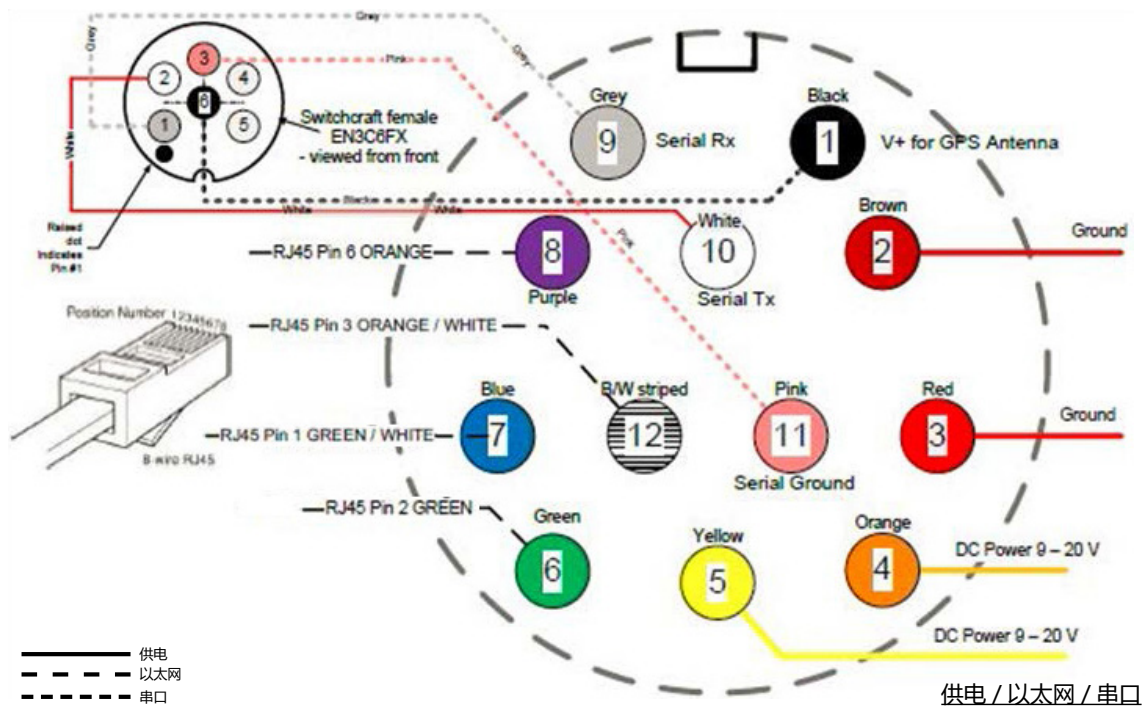 Grey
Grey
Grey
Pink
3
2
4
6
1
5
White
Switchcraft female
EN3C6FX
- viewed from front
Raised
dot
Indicates
Pin #1
Black
White
White
Pink
Grey
9
Serial Rx
Black
1
V+ for GPS Antenna
RJ45 Pin 6 ORANGE
8
Purple
White
10
Serial Tx
Brown
2
Ground
Position Number 12345678
8-wire RJ45
RJ45 Pin 3 ORANGE / WHITE
Blue
7
RJ45 Pin 1 GREEN / WHITE
B/W striped
12
Pink
11
Serial Ground
Red
3
Ground
RJ45 Pin 2 GREEN
Green
6
Yellow
5
Orange
4
DC Power 9 – 20 V
DC Power 9 – 20 V
供电
以太网
串口
供电 / 以太网 / 串口